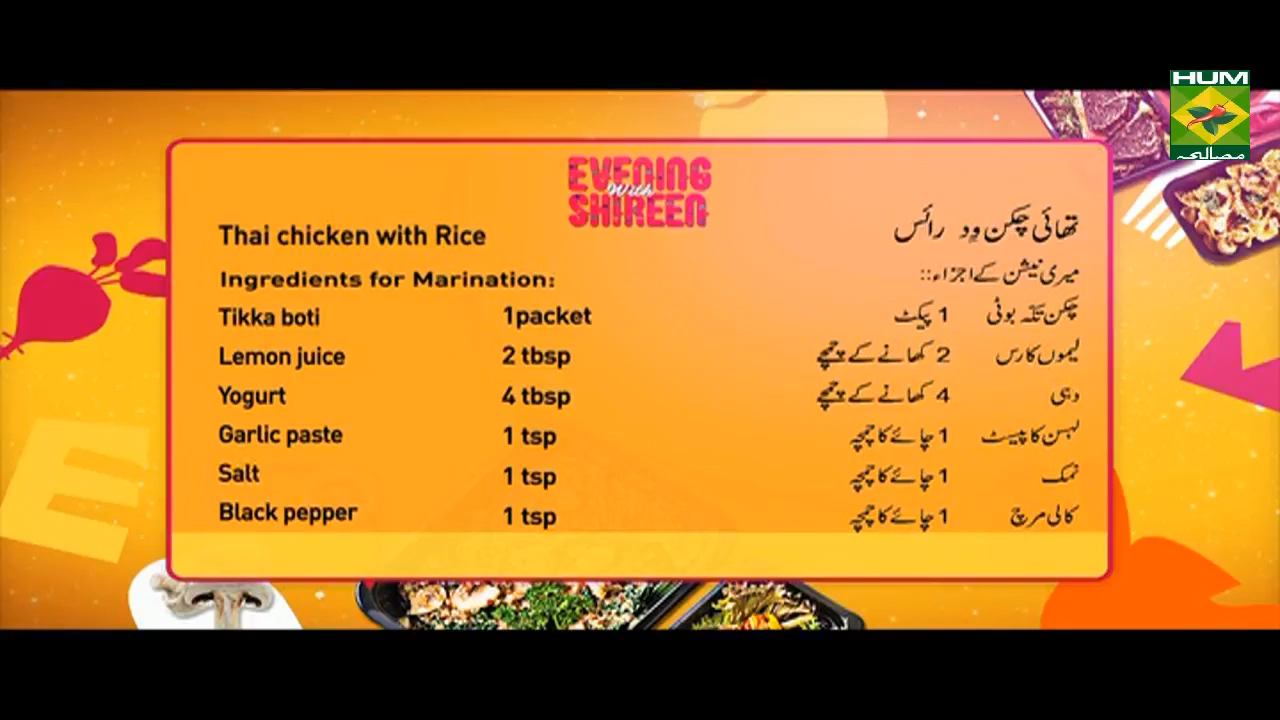 HUM
مصالحہ
EVENING
With
SHIREEN
Thai chicken with Rice تھائی چکن وِد رائس
Ingredients for Marination: میری نیشن کے اجزاء::
Tikka boti 1packet چکن تکّہ بوٹی 1 پیکٹ
Lemon juice 2 tbsp لیموں کا رس 2 کھانے کے چمچے
Yogurt 4 tbsp دہی 4 کھانے کے چمچے
Garlic paste 1 tsp لہسن کا پیسٹ 1 چائے کا چمچہ
Salt 1 tsp نمک 1 چائے کا چمچہ
Black pepper 1 tsp کالی مرچ 1 چائے کا چمچہ